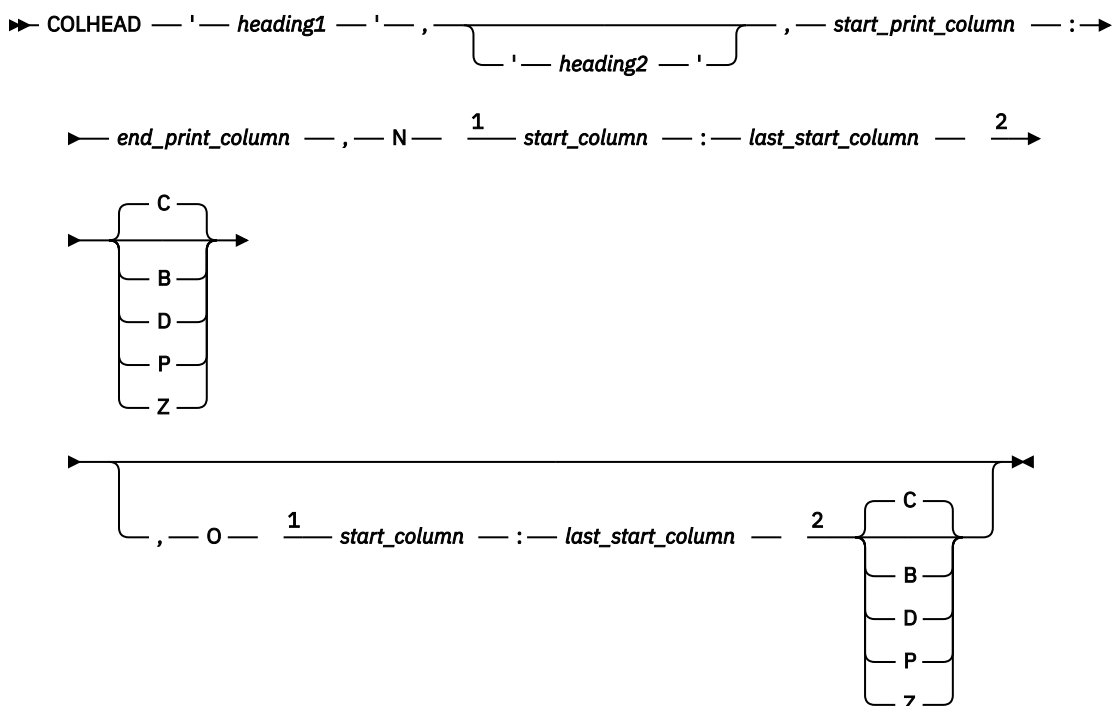 COLHEAD ' heading1 ' , , start_print_column :
' heading2 '
end_print_column , N 1 start_column : last_start_column 2
C
B
D
P
Z
, O 1 start_column : last_start_column 2
C
B
D
P
Z